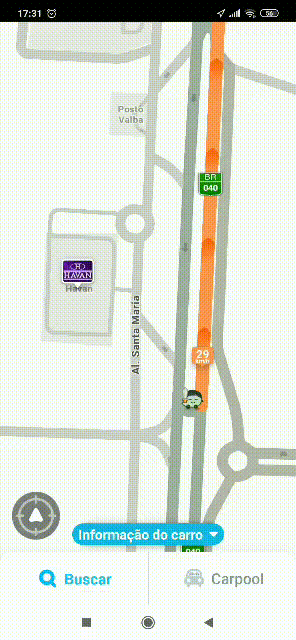 17:31
56
Posto
Valba
BR
040
H
HAVAN
Havan
Al. Santa Maria
29
km/h
Informação do carro
040
Buscar
Carpool